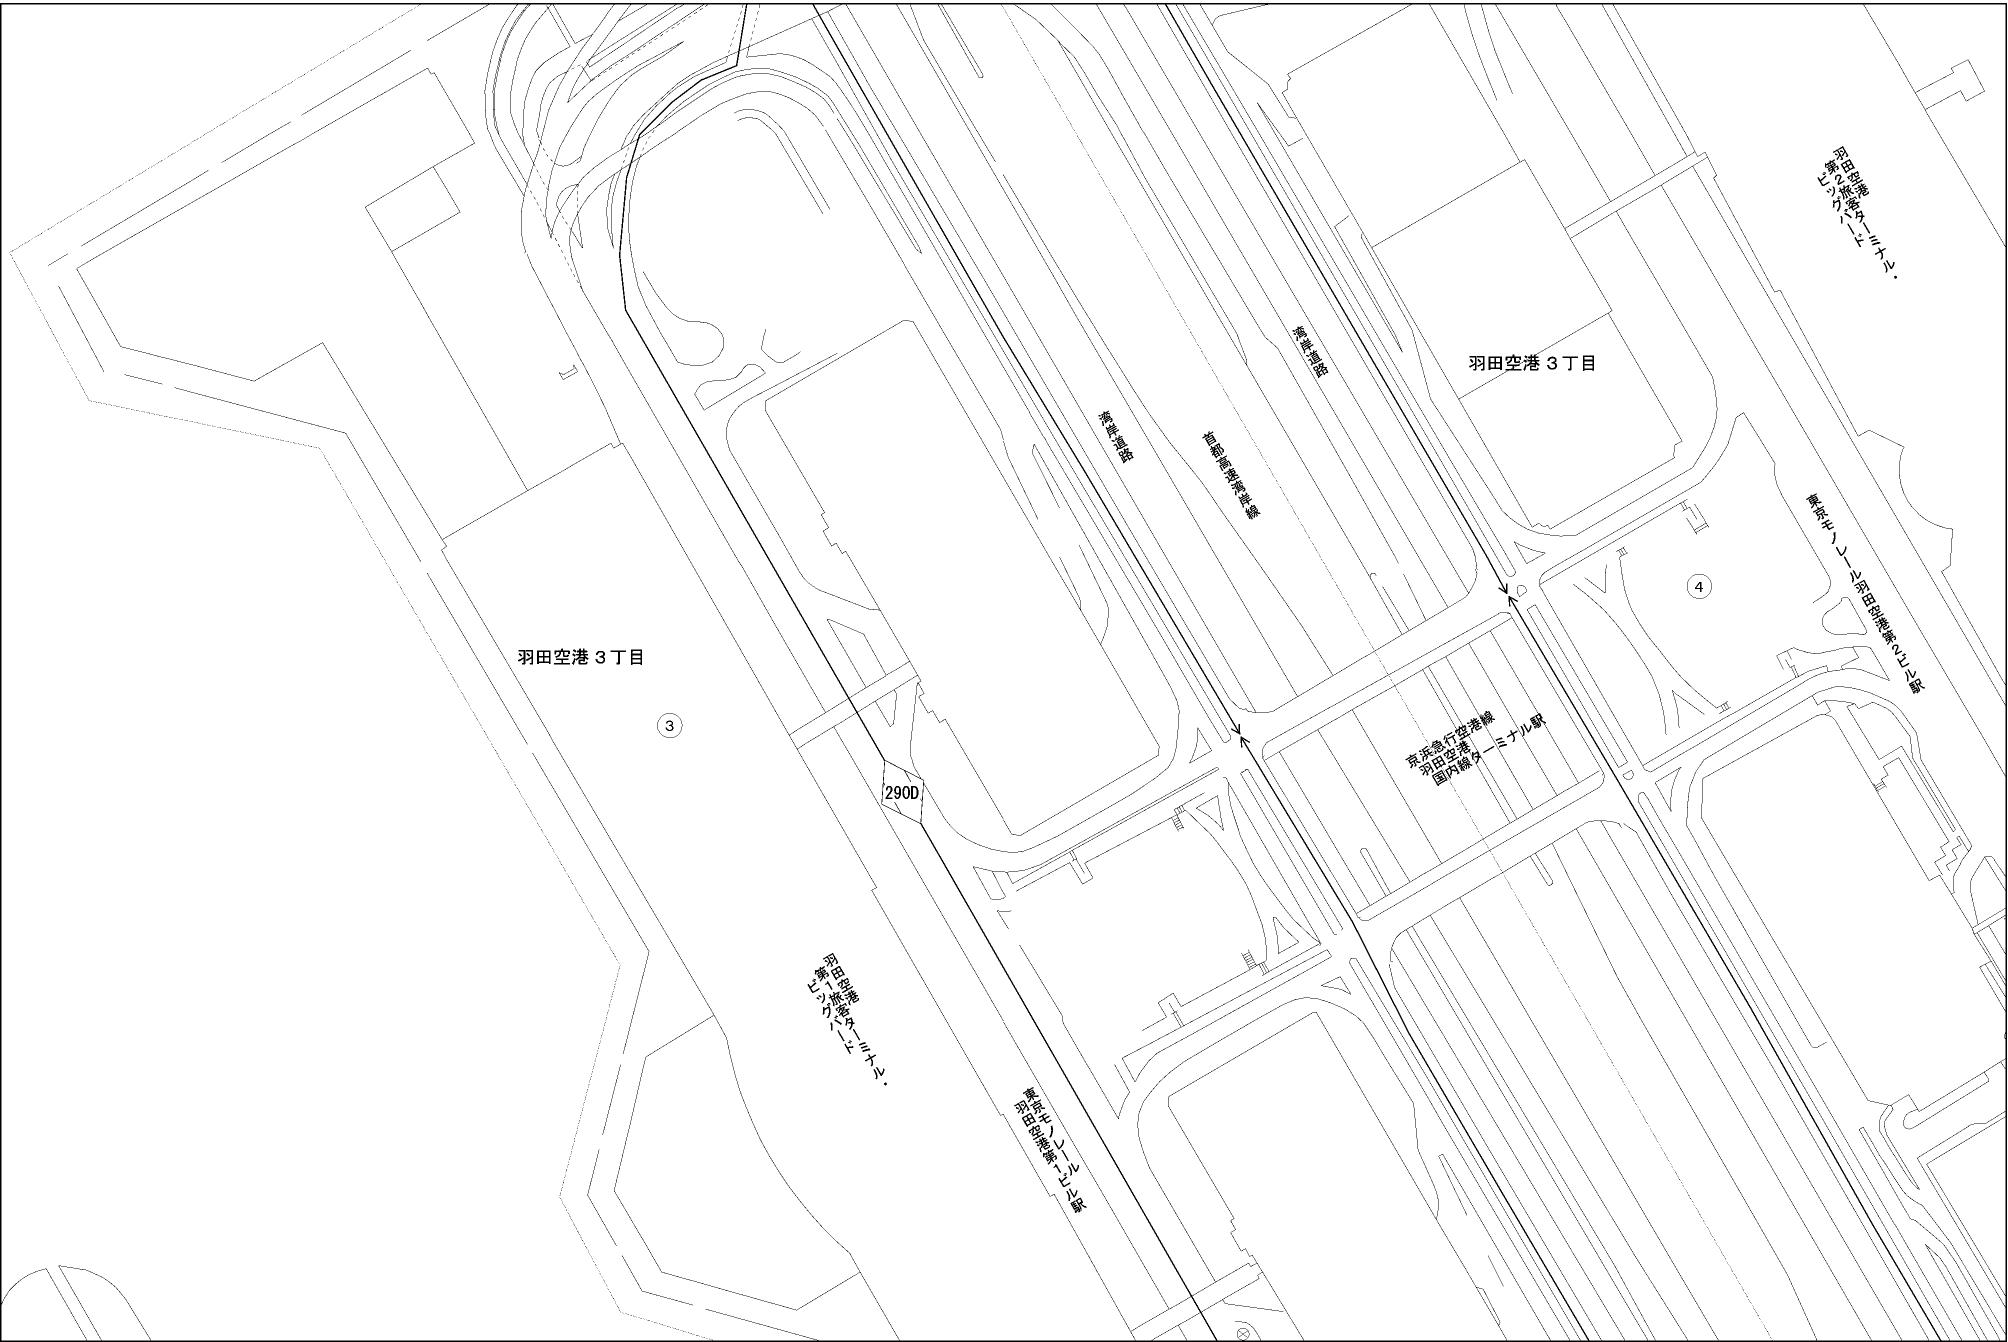 羽田空港
第2旅客ターミナル・
ビッグバード
湾岸道路
羽田空港３丁目
湾岸道路
首都高速湾岸線
東京モノレール羽田空港第2ビル駅
4
羽田空港３丁目
3
京浜急行空港線
羽田空港
国内線ターミナル駅
290D
羽田空港
第1旅客ターミナル・
ビッグバード
東京モノレール
羽田空港第1ビル駅